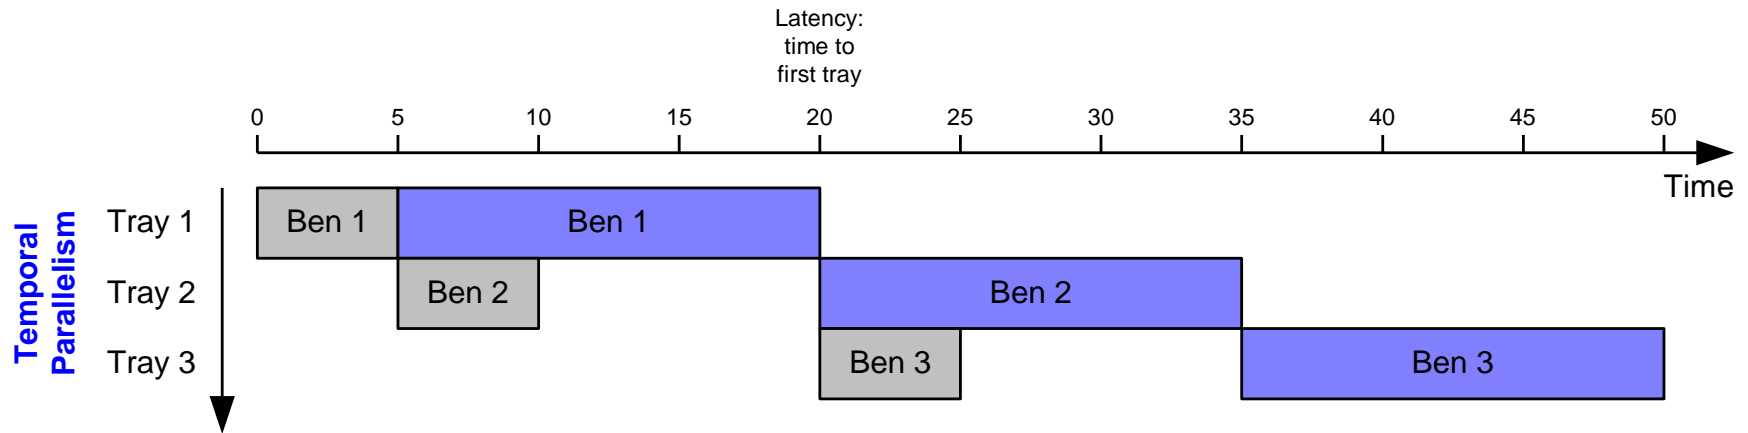 Latency:
time to
first tray
0 5 10 15 20 25 30 35 40 45 50
Time
Temporal
Parallelism
Tray 1 Ben 1 Ben 1
Tray 2 Ben 2 Ben 2
Tray 3 Ben 3 Ben 3